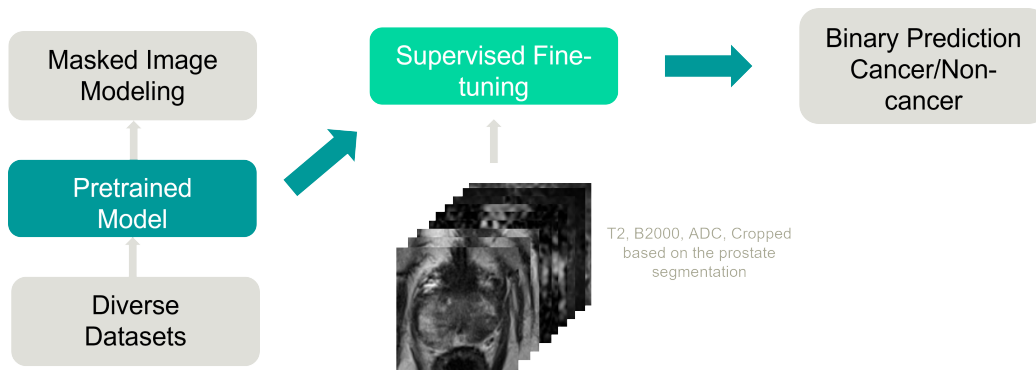 Masked Image
Modeling
Pretrained
Model
Diverse
Datasets
Supervised Fine-
tuning
T2, B2000, ADC, Cropped
based on the prostate
segmentation
Binary Prediction
Cancer/Non-
cancer